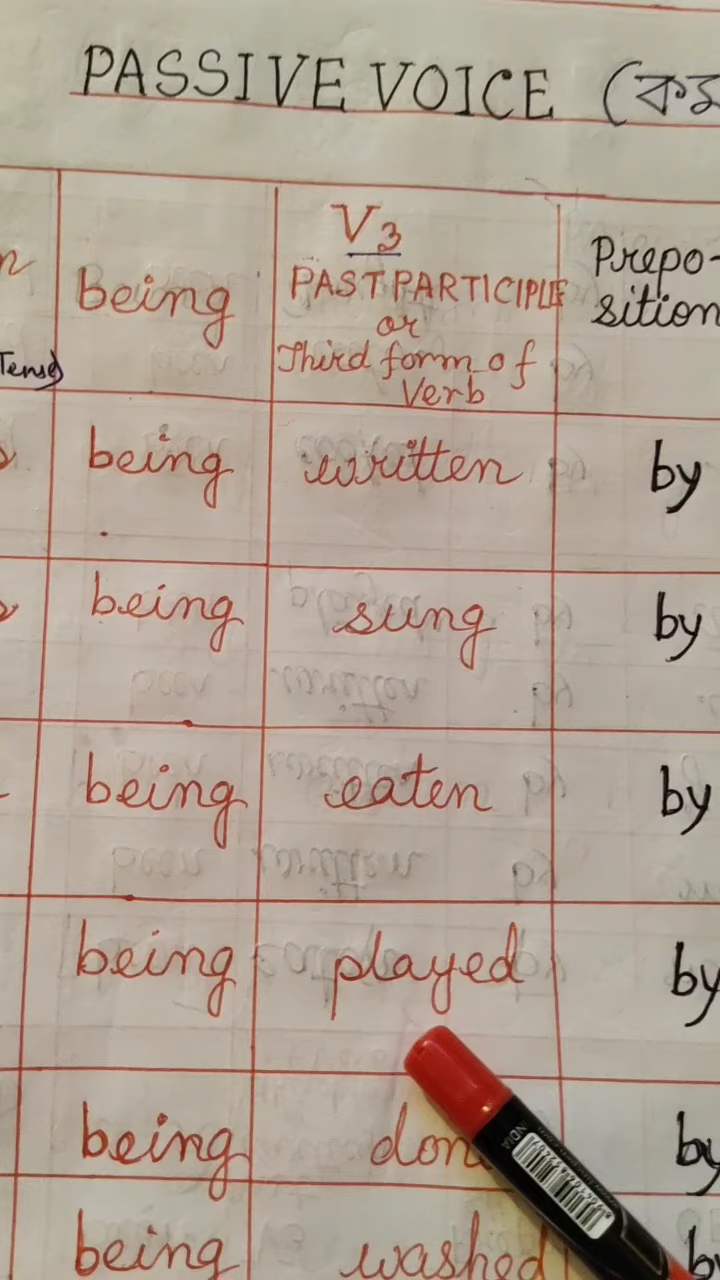 PASSIVE VOICE
being
V3
PAST PARTICIPLE
or
Third form of
Verb
Prepo-
sition
Tense)
being written by
being sung by
being eaten by
being played by
being by
being washed